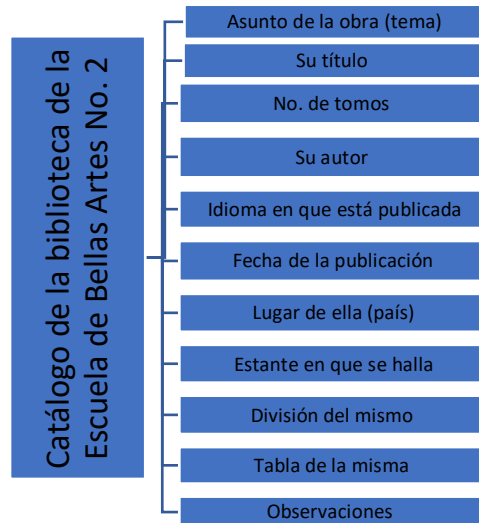 Catálogo de la biblioteca de la
Escuela de Bellas Artes No. 2
Asunto de la obra (tema)
Su título
No. de tomos
Su autor
Idioma en que está publicada
Fecha de la publicación
Lugar de ella (país)
Estante en que se halla
División del mismo
Tabla de la misma
Observaciones